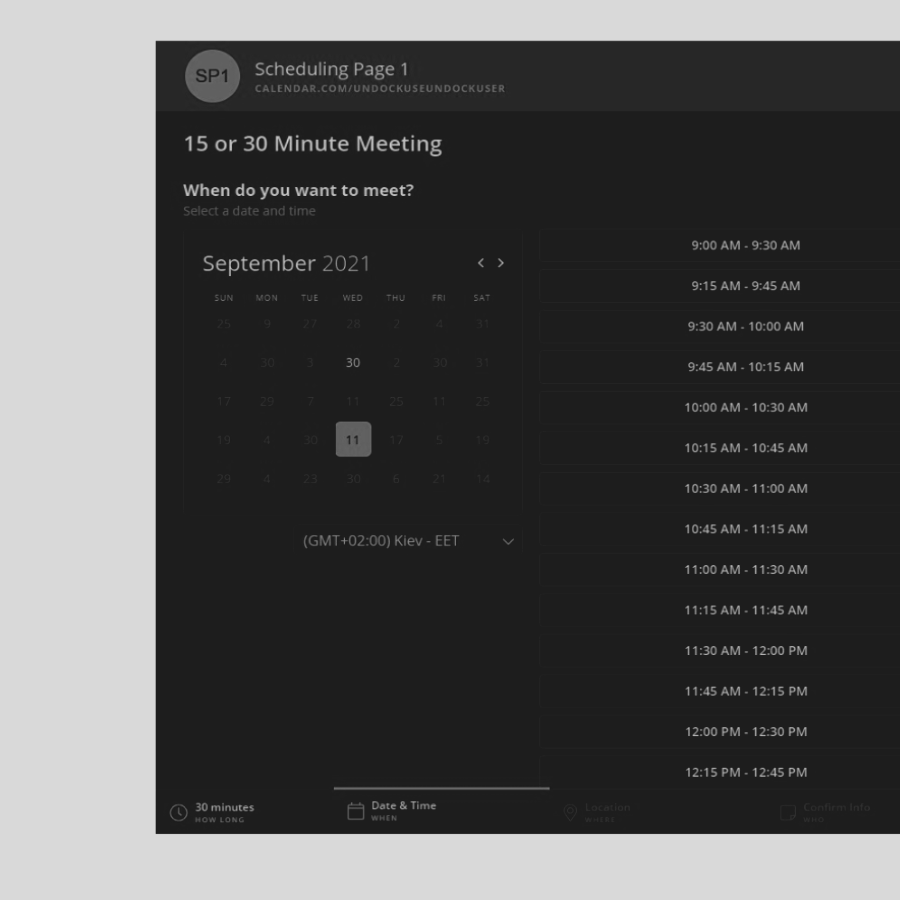 SP1
Scheduling Page 1
CALENDAR.COM/UNDOCKUSEUNDOCKUSER
15 or 30 Minute Meeting
When do you want to meet?
Select a date and time
September 2021
SUN MON TUE WED THU FRI SAT
25 9 27 28 2 4 31
4 30 3 30 2 30 31
17 29 7 11 25 11 25
19 4 30 11 17 5 19
29 4 23 30 6 21 14
(GMT+02:00) Kiev - EET
9:00 AM - 9:30 AM
9:15 AM - 9:45 AM
9:30 AM - 10:00 AM
9:45 AM - 10:15 AM
10:00 AM - 10:30 AM
10:15 AM - 10:45 AM
10:30 AM - 11:00 AM
10:45 AM - 11:15 AM
11:00 AM - 11:30 AM
11:15 AM - 11:45 AM
11:30 AM - 12:00 PM
11:45 AM - 12:15 PM
12:00 PM - 12:30 PM
12:15 PM - 12:45 PM
30 minutes
HOW LONG
Date & Time
WHEN
Location
WHERE
Confirm Info
WHO